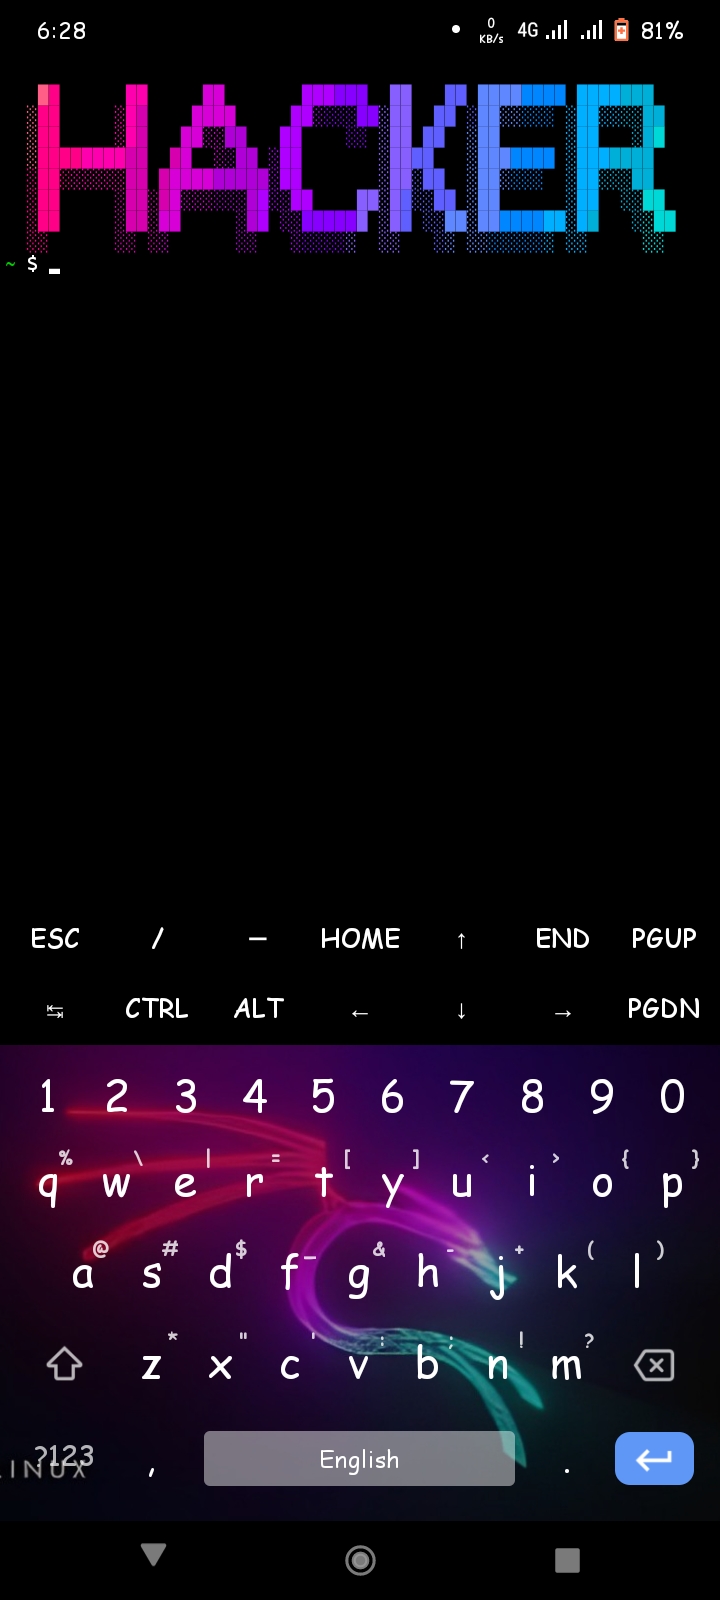 6:28 0 KB/s 4G 81%
HACKER
~ $
ESC / – HOME ↑ END PGUP
↹ CTRL ALT ← ↓ → PGDN
1 2 3 4 5 6 7 8 9 0
% \ | = [ ] < > { }
q w e r t y u i o p
@ # $ _ & - + ( )
a s d f g h j k l
* " ' : ; ! ?
z x c v b n m
?123 , English .
LINUX